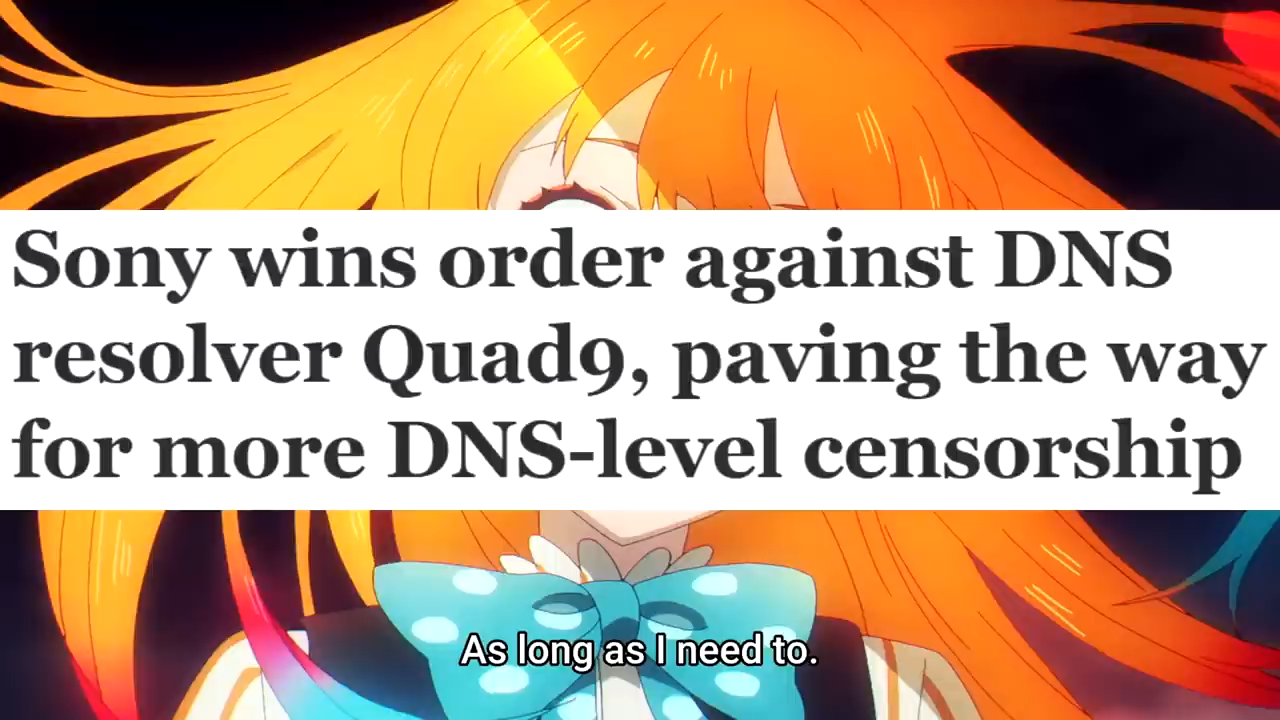 Sony wins order against DNS
resolver Quad9, paving the way
for more DNS-level censorship
As long as I need to.